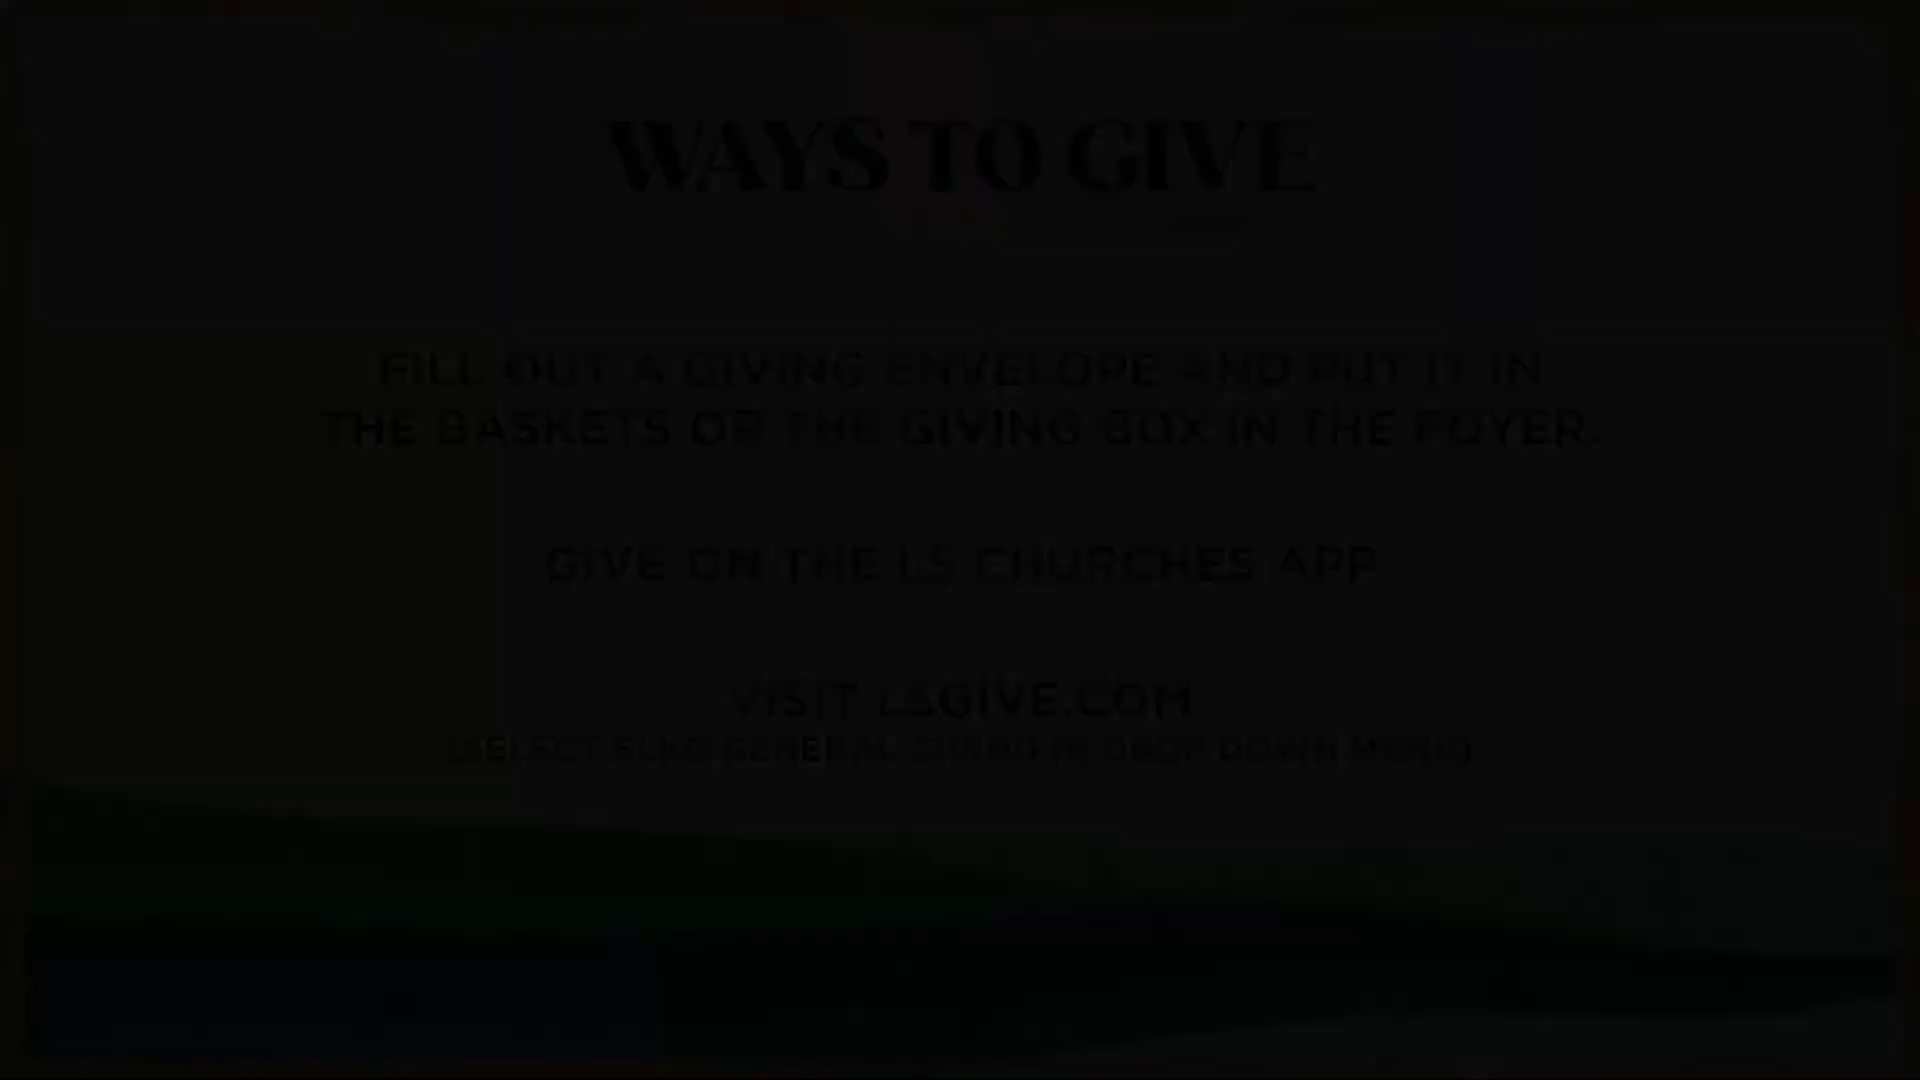 WAYS TO GIVE
FILL OUT A GIVING ENVELOPE AND PUT IT IN
THE BASKETS OR THE GIVING BOX IN THE FOYER.
GIVE ON THE LS CHURCHES APP
VISIT LSGIVE.COM
(SELECT ELKO GENERAL GIVING IN DROP DOWN MENU)